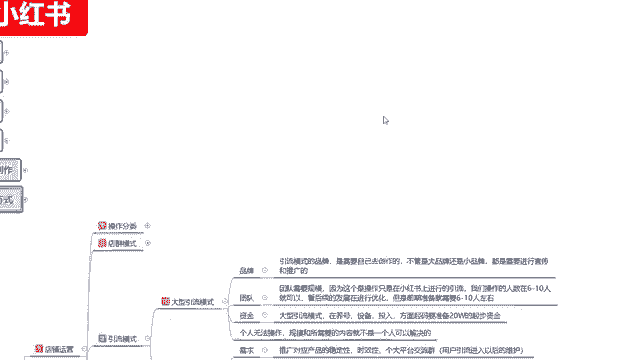 小红书
作
方式
操作分类
店群模式
引流模式的品牌，是需要自己去创作的，不管是大品牌还是小品牌，都是需要进行宣传
和推广的
品牌
团队需要规模，因为这个是操作只是在小红书上进行的引流，我们操作的人数在6-10人
就可以，看后续的发展在进行优化，但是前期准备就需要6-10人左右
团队
大型引流模式
资金
大型引流模式，在养号、设备、投入、方面起码要准备20W的起步资金
个人无法操作，规模和所需要的内容就不是一个人可以解决的
引流模式
店铺运营
需求
推广对应产品的稳定性，时效性，个大平台交流群（用户引流进入以后的维护）